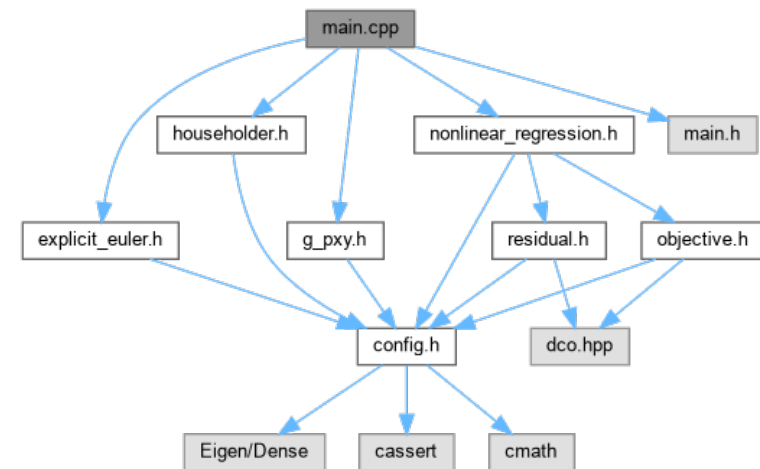 main.cpp
householder.h
nonlinear_regression.h
main.h
explicit_euler.h
g_pxy.h
residual.h
objective.h
config.h
dco.hpp
Eigen/Dense
cassert
cmath